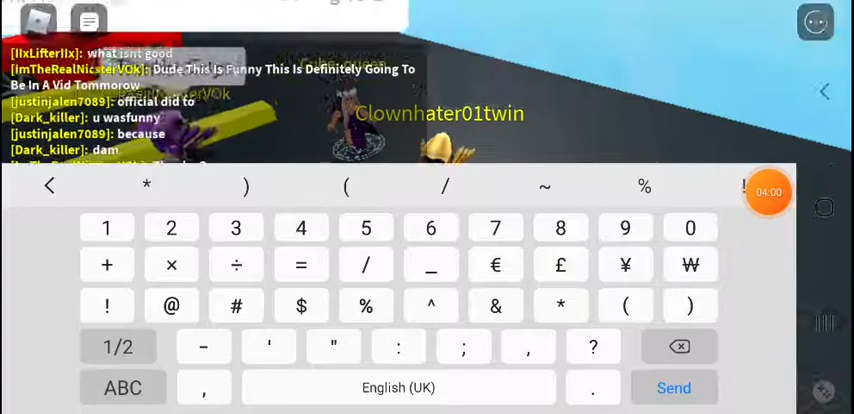 [IIxLifterIIx]: what isnt good
[ImTheRealNicsterVOk]: Dude This Is Funny This Is Definitely Going To
Be In A Vid Tommorow
[justinjalen7089]: official did to
[Dark_killer]: u wasfunny
[justinjalen7089]: because
[Dark_killer]: dam
Clownhater01twin
* ) ( / ~ % !
04:00
1 2 3 4 5 6 7 8 9 0
+ × ÷ = / _ € £ ¥ ₩
! @ # $ % ^ & * ( )
1/2 - ' " : ; , ?
ABC , English (UK) . Send